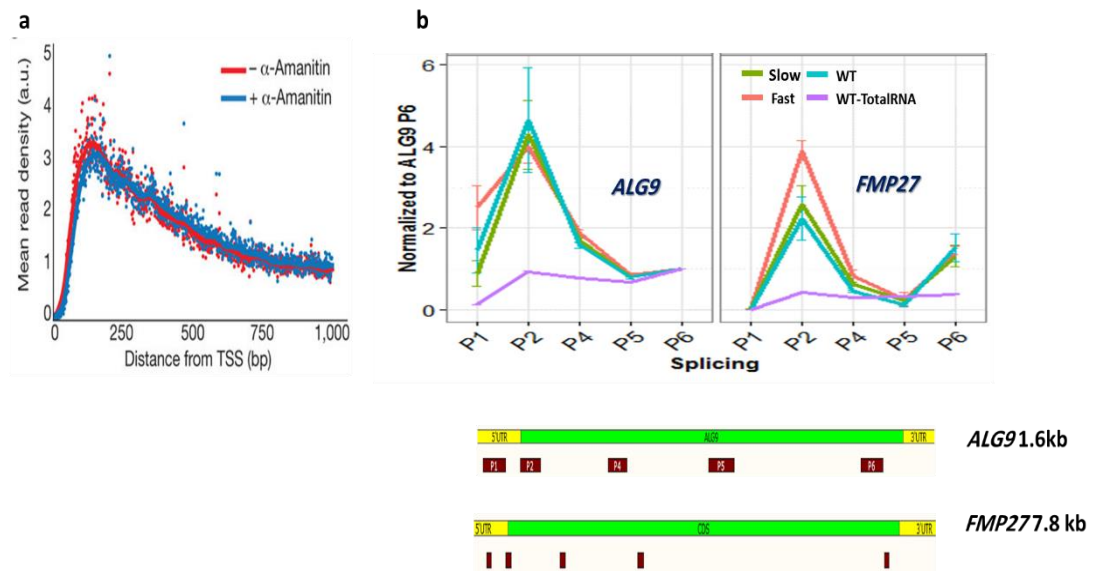 a
b
Mean read density (a.u.)
5
4
3
2
1
0
– α-Amanitin
+ α-Amanitin
0 250 500 750 1,000
Distance from TSS (bp)
Normalized to ALG9 P6
6
4
2
0
Slow WT
Fast WT-TotalRNA
ALG9
FMP27
P1 P2 P4 P5 P6
P1 P2 P4 P5 P6
Splicing
5'UTR ALG9 3'UTR
P1 P2 P4 P5 P6
ALG9 1.6kb
5'UTR CDS 3'UTR
FMP27 7.8 kb